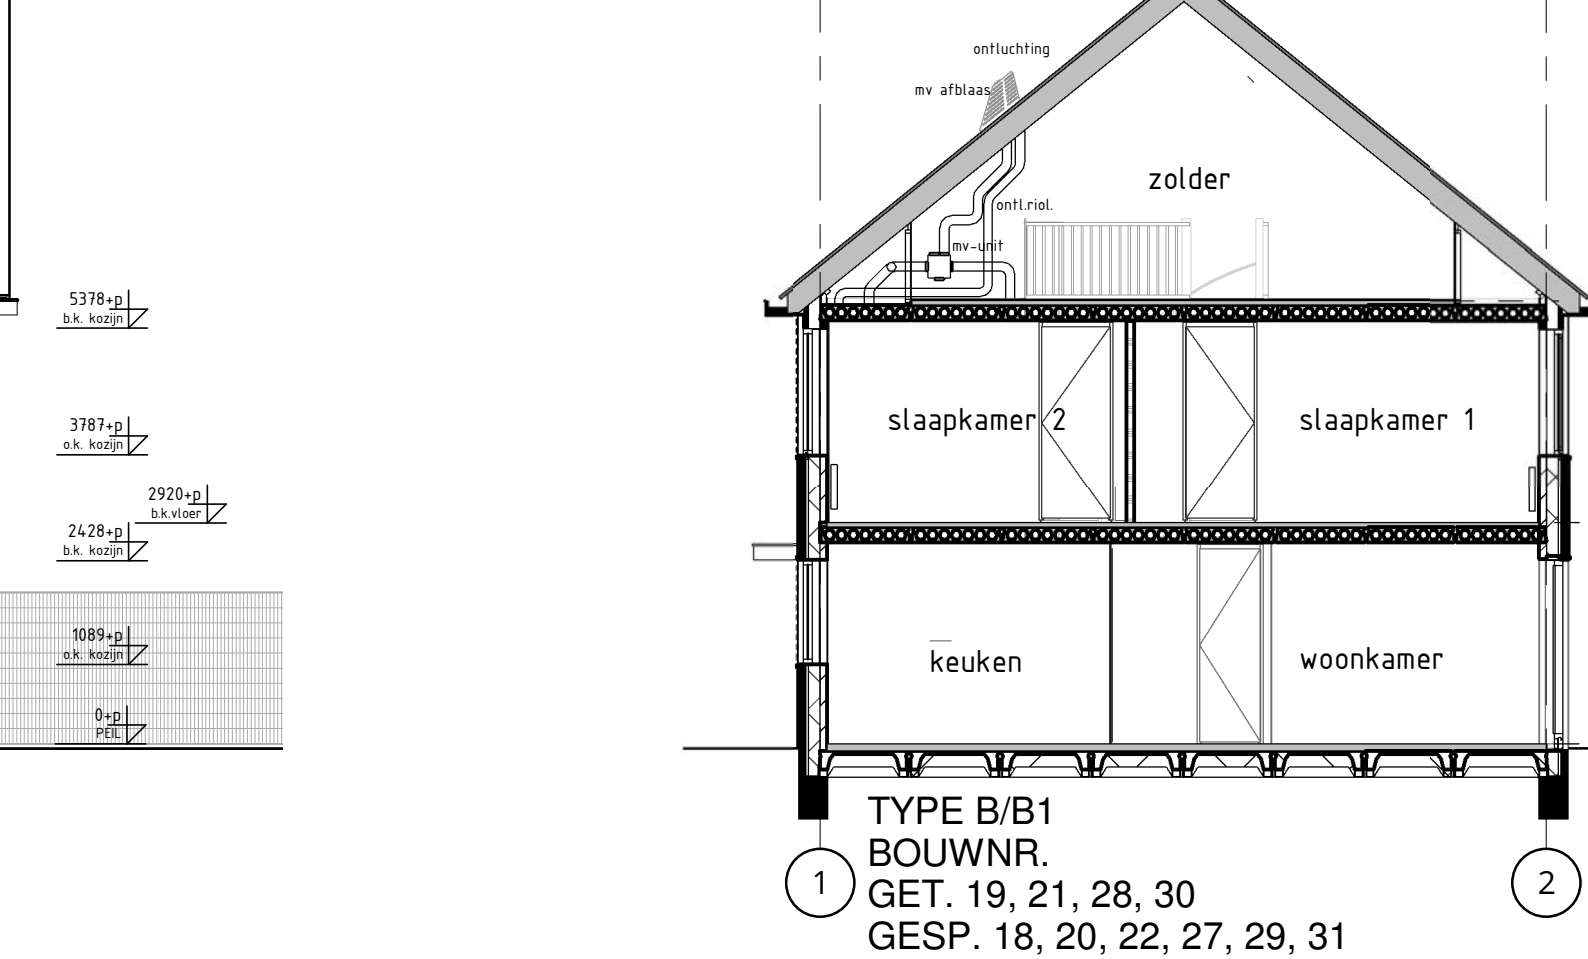 ontluchting
mv afblaas
zolder
ontl.riol.
mv-unit
5378+p
b.k. kozijn
3787+p
o.k. kozijn
slaapkamer 2
slaapkamer 1
2920+p
b.k.vloer
2428+p
b.k. kozijn
1089+p
o.k. kozijn
keuken
woonkamer
0+p
PEIL
TYPE B/B1
BOUWNR.
GET. 19, 21, 28, 30
GESP. 18, 20, 22, 27, 29, 31
1
2